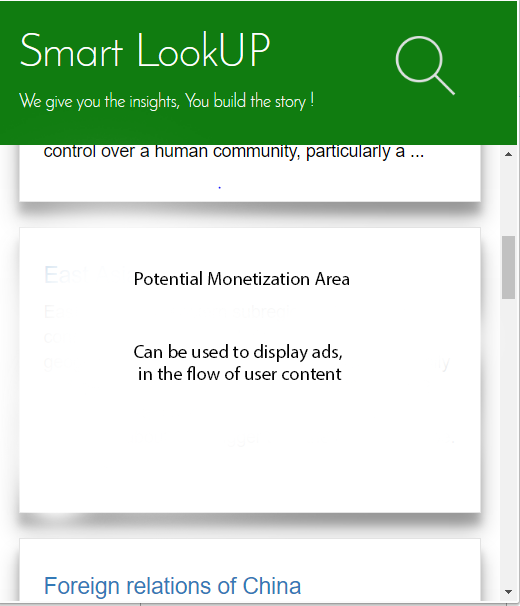 Smart LookUP
We give you the insights, You build the story !
control over a human community, particularly a ...
Potential Monetization Area
Can be used to display ads,
in the flow of user content
Foreign relations of China